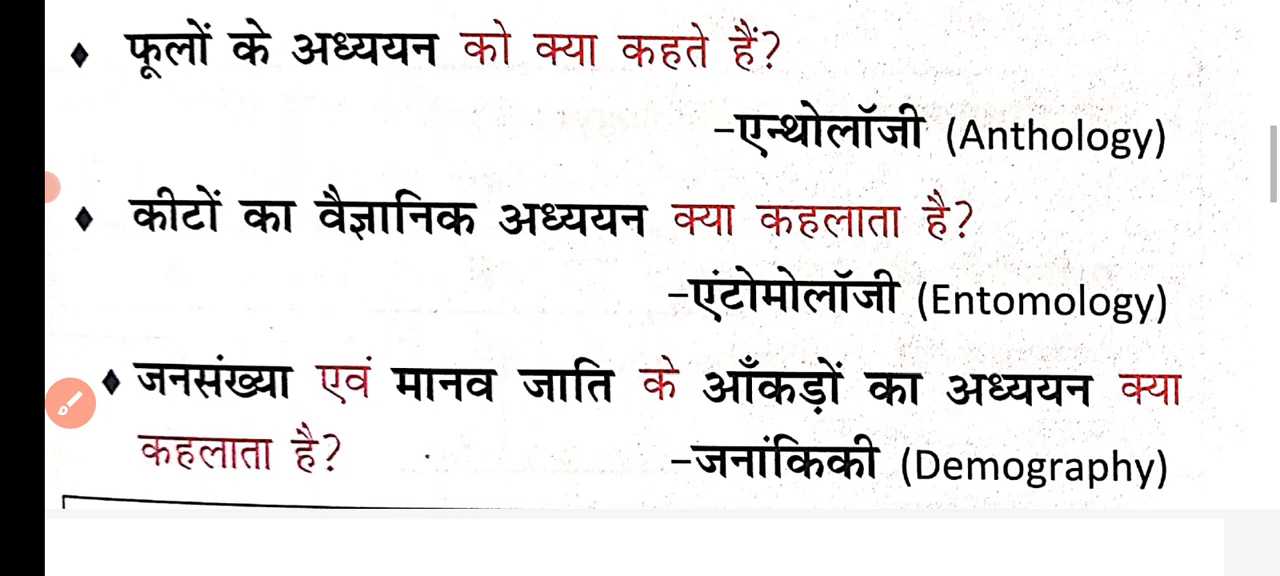 ♦ फूलों के अध्ययन को क्या कहते हैं?
–एन्थोलॉजी (Anthology)
♦ कीटों का वैज्ञानिक अध्ययन क्या कहलाता है?
–एंटोमोलॉजी (Entomology)
♦ जनसंख्या एवं मानव जाति के आँकड़ों का अध्ययन क्या
कहलाता है? –जनांकिकी (Demography)